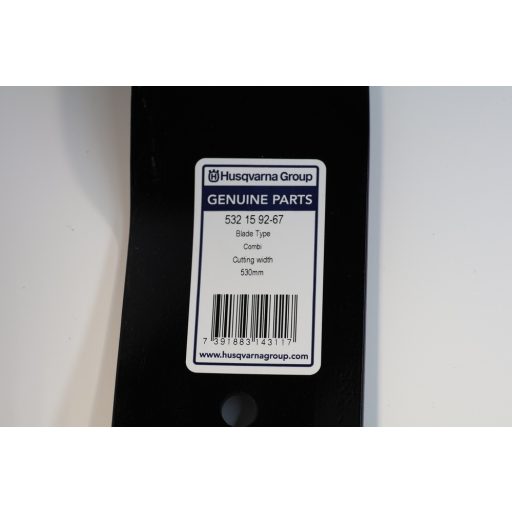 Husqvarna Group
GENUINE PARTS
532 15 92-67
Blade Type
Combi
Cutting width
530mm
7 391883 143117
www.husqvarnagroup.com